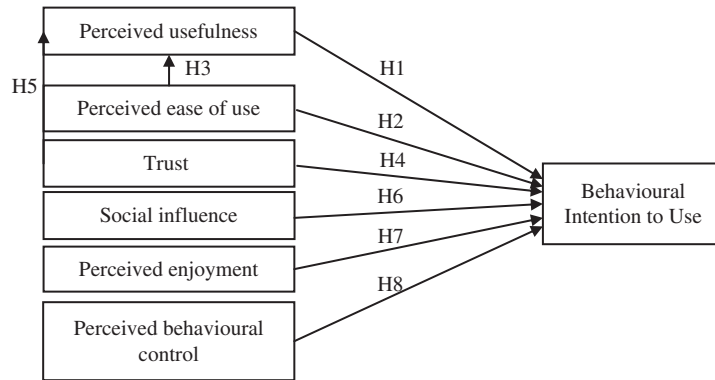 Perceived usefulness
H1
H3
H5
Perceived ease of use
H2
Trust
H4
Behavioural
Intention to Use
Social influence
H6
H7
Perceived enjoyment
H8
Perceived behavioural
control